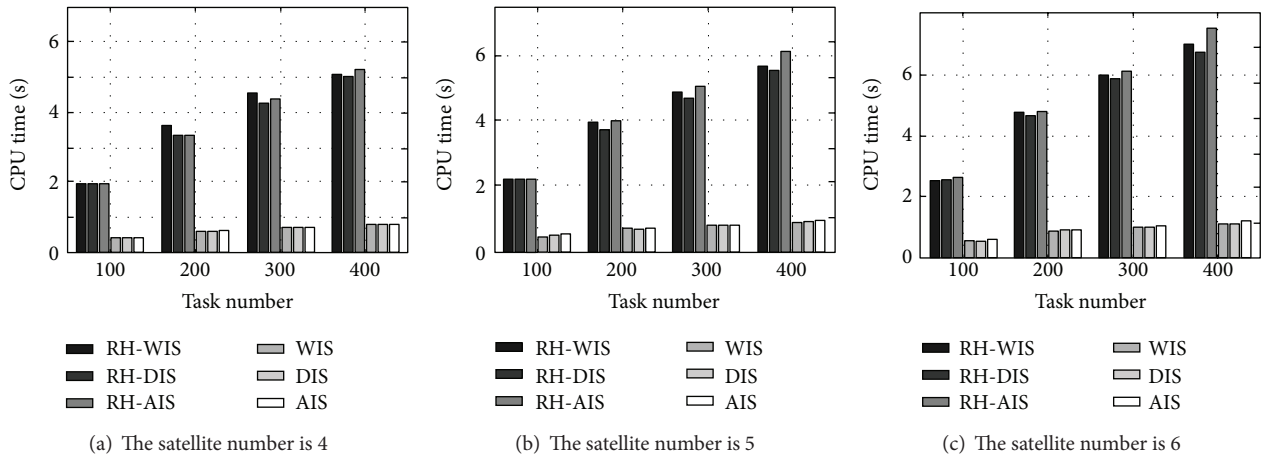 CPU time (s)
6
4
2
0
100 200 300 400
Task number
RH-WIS WIS
RH-DIS DIS
RH-AIS AIS
(a) The satellite number is 4
CPU time (s)
6
4
2
0
100 200 300 400
Task number
RH-WIS WIS
RH-DIS DIS
RH-AIS AIS
(b) The satellite number is 5
CPU time (s)
6
4
2
0
100 200 300 400
Task number
RH-WIS WIS
RH-DIS DIS
RH-AIS AIS
(c) The satellite number is 6